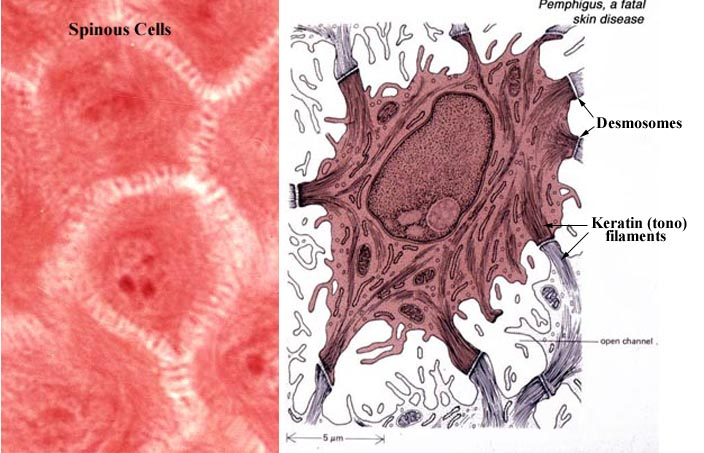 Spinous Cells
Pemphigus, a fatal
skin disease
Desmosomes
Keratin (tono)
filaments
open channel
5 µm